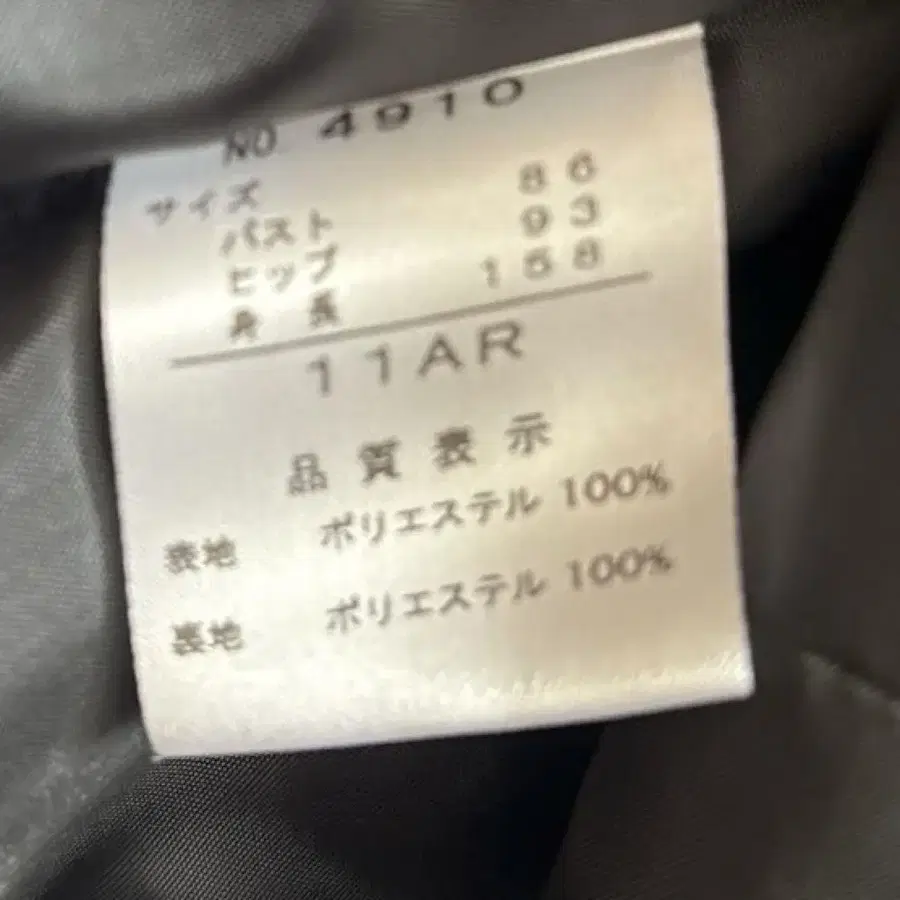 NO 4910
サイズ
バスト 86
ヒップ 93
身長 158
11AR
品質表示
表地 ポリエステル 100%
裏地 ポリエステル 100%